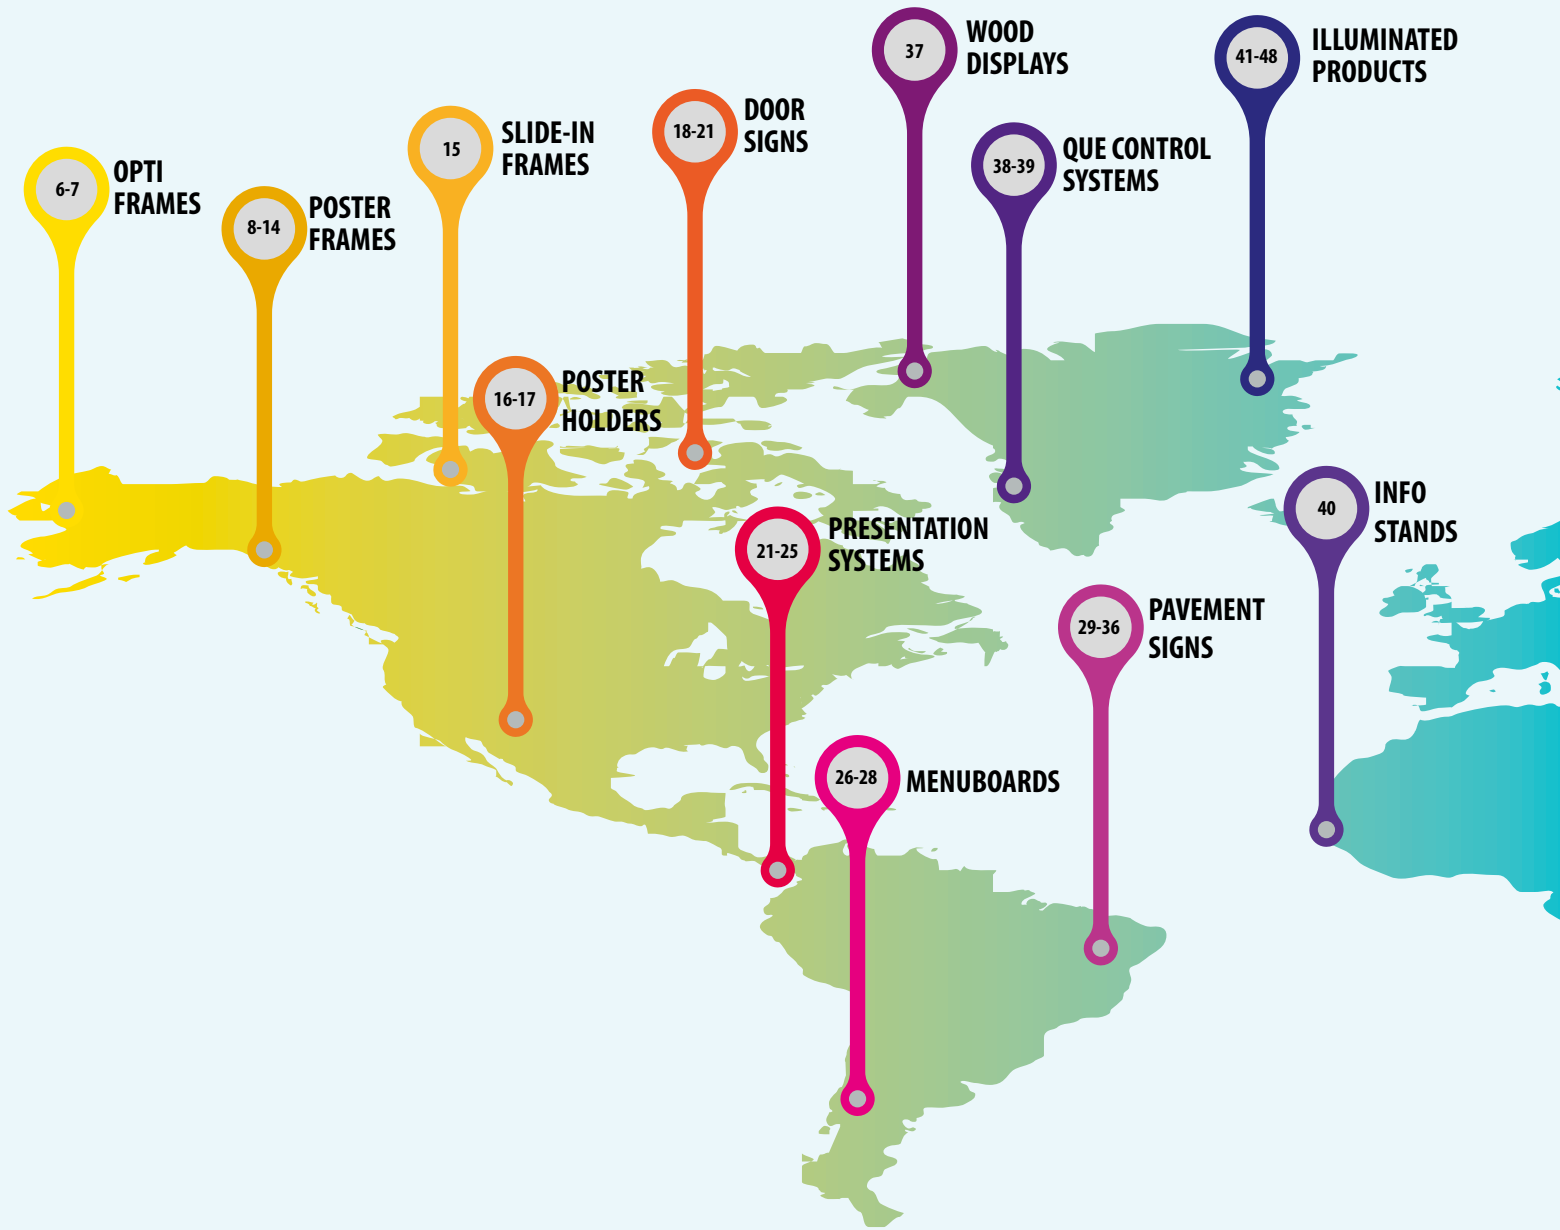 6-7
OPTI
FRAMES
8-14
POSTER
FRAMES
15
SLIDE-IN
FRAMES
16-17
POSTER
HOLDERS
18-21
DOOR
SIGNS
21-25
PRESENTATION
SYSTEMS
26-28
MENUBOARDS
29-36
PAVEMENT
SIGNS
37
WOOD
DISPLAYS
38-39
QUE CONTROL
SYSTEMS
40
INFO
STANDS
41-48
ILLUMINATED
PRODUCTS